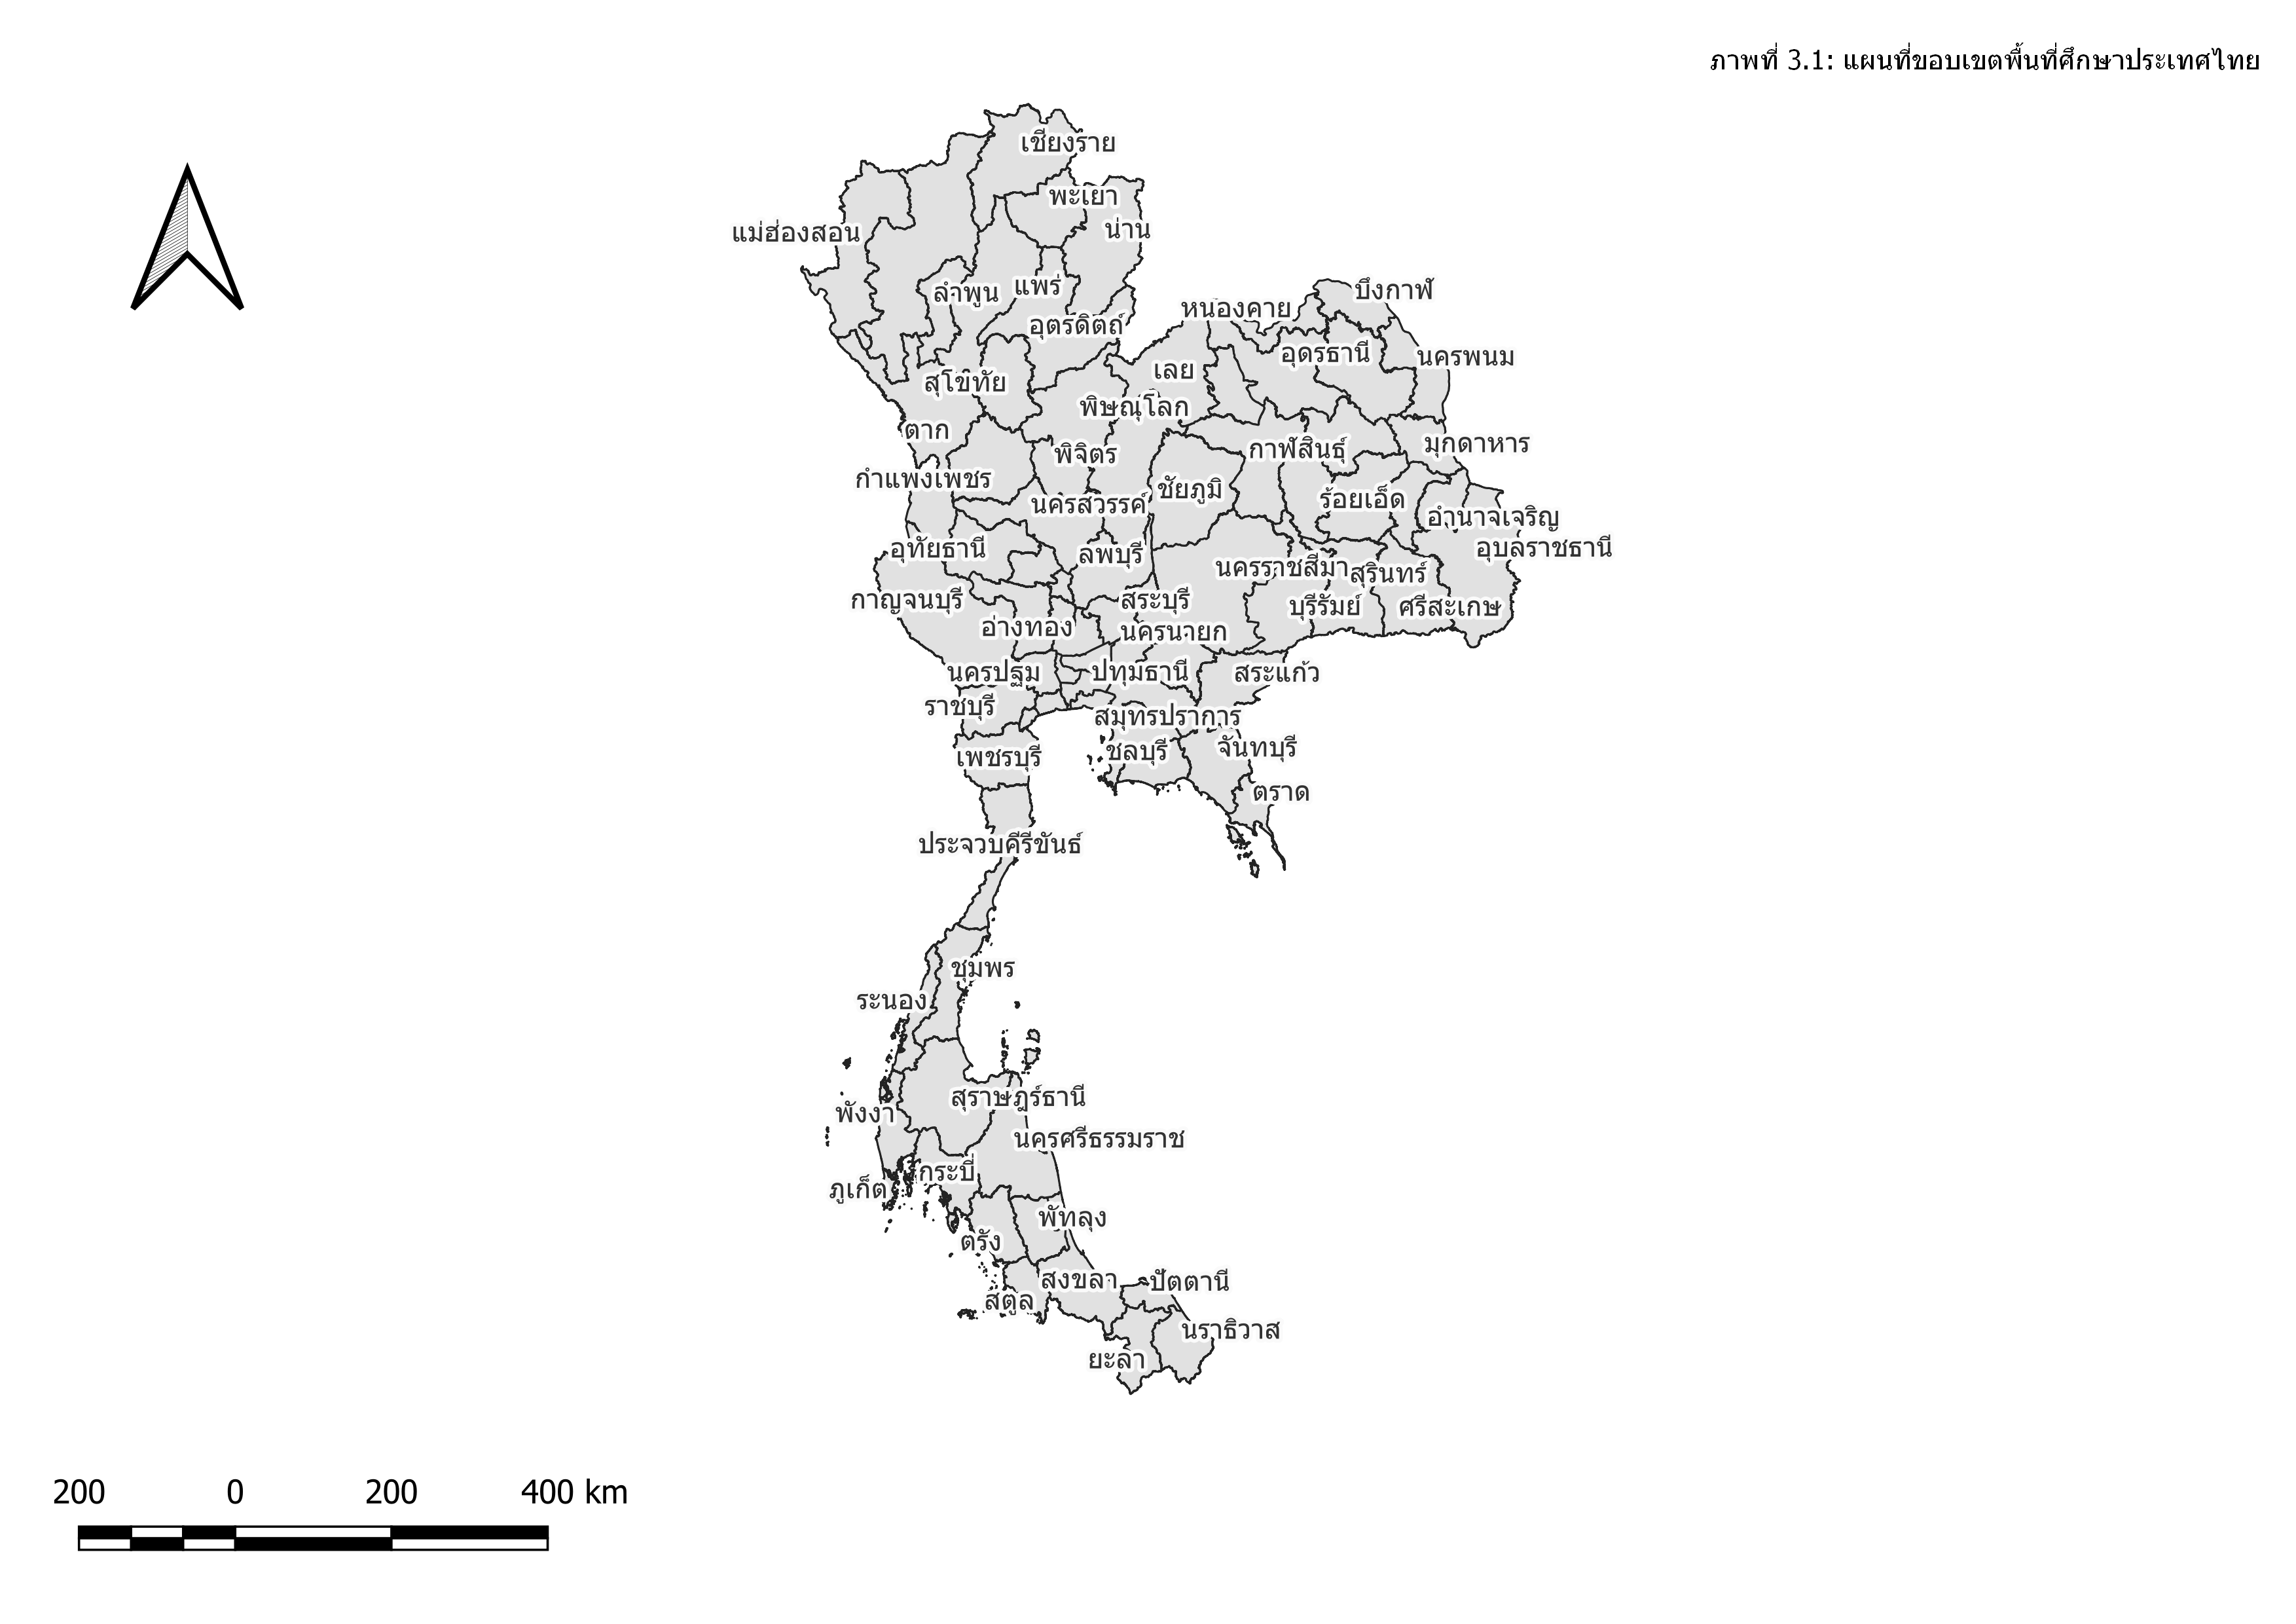 ภาพที่ 3.1: แผนที่ขอบเขตพื้นที่ศึกษาประเทศไทย
เชียงราย
พะเยา
น่าน
แม่ฮ่องสอน
แพร่
ลำพูน
บึงกาฬ
หนองคาย
อุตรดิตถ์
อุดรธานี
นครพนม
เลย
สุโขทัย
พิษณุโลก
ตาก
มุกดาหาร
กาฬสินธุ์
พิจิตร
กำแพงเพชร
ชัยภูมิ
ร้อยเอ็ด
นครสวรรค์
อำนาจเจริญ
อุบลราชธานี
อุทัยธานี
ลพบุรี
นครราชสีมา
สุรินทร์
กาญจนบุรี
สระบุรี
บุรีรัมย์
ศรีสะเกษ
อ่างทอง
นครนายก
นครปฐม
ปทุมธานี
สระแก้ว
ราชบุรี
สมุทรปราการ
จันทบุรี
ชลบุรี
เพชรบุรี
ตราด
ประจวบคีรีขันธ์
ชุมพร
ระนอง
สุราษฎร์ธานี
พังงา
นครศรีธรรมราช
กระบี่
ภูเก็ต
พัทลุง
ตรัง
สงขลา
ปัตตานี
สตูล
นราธิวาส
ยะลา
200 0 200 400 km